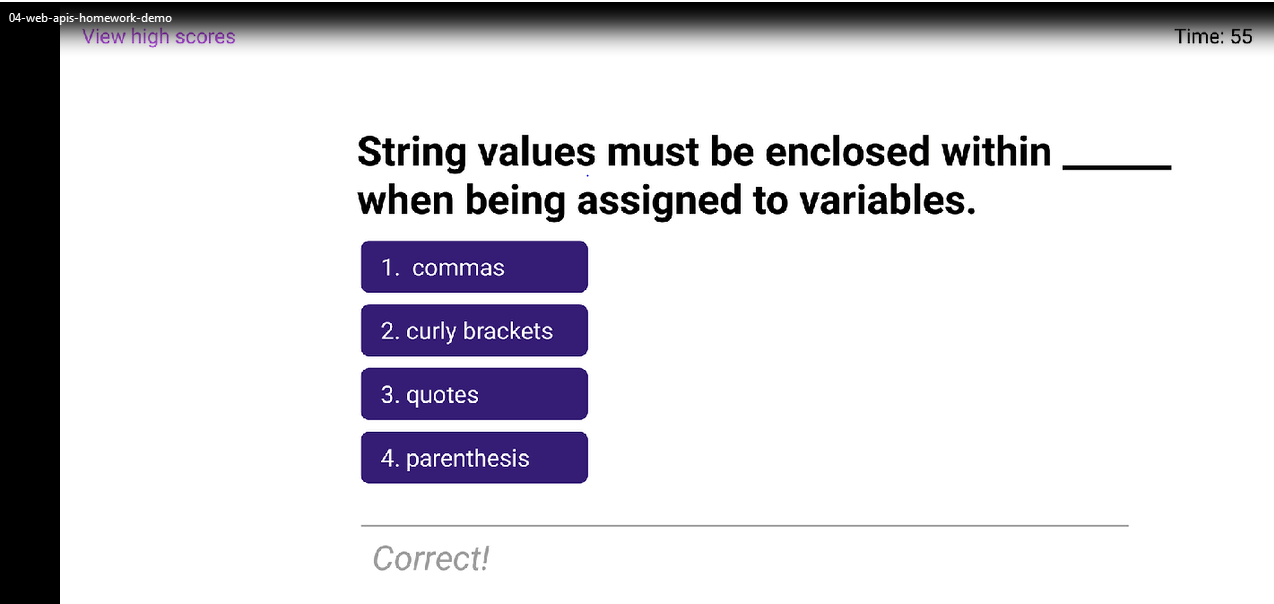 04-web-apis-homework-demo
View high scores
Time: 55
String values must be enclosed within ______
when being assigned to variables.
1. commas
2. curly brackets
3. quotes
4. parenthesis
Correct!